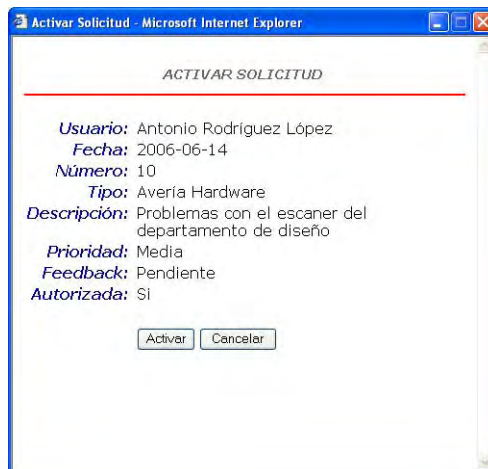 Activar Solicitud - Microsoft Internet Explorer
ACTIVAR SOLICITUD
Usuario: Antonio Rodríguez López
Fecha: 2006-06-14
Número: 10
Tipo: Avería Hardware
Descripción: Problemas con el escaner del
departamento de diseño
Prioridad: Media
Feedback: Pendiente
Autorizada: Si
Activar Cancelar